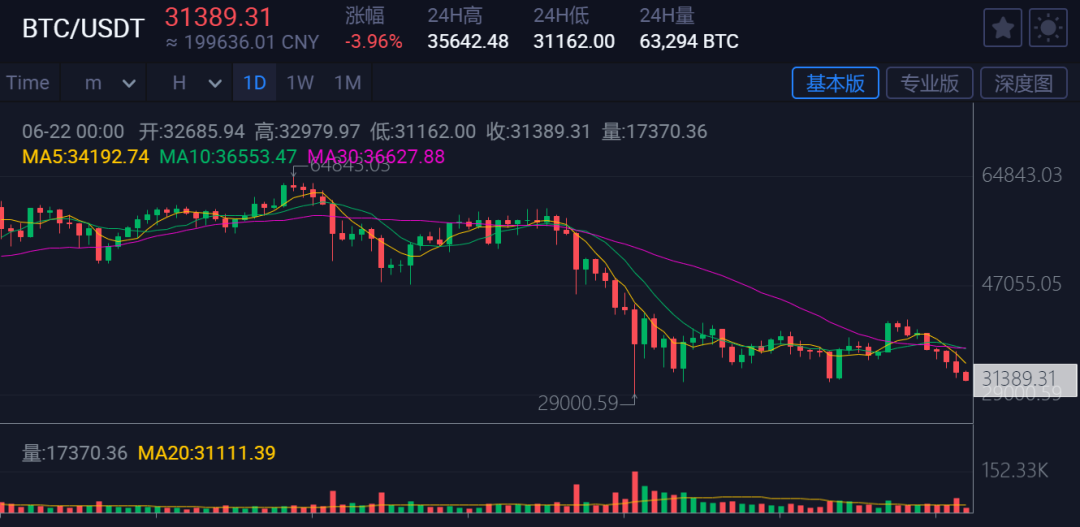 BTC/USDT 31389.31 涨幅 24H高 24H低 24H量
≈ 199636.01 CNY -3.96% 35642.48 31162.00 63,294 BTC
Time m H 1D 1W 1M 基本版 专业版 深度图
06-22 00:00 开:32685.94 高:32979.97 低:31162.00 收:31389.31 量:17370.36
MA5:34192.74 MA10:36553.47 MA30:36627.88
64843.03
64843.03
47055.05
31389.31
29000.59
29000.59
量:17370.36 MA20:31111.39
152.33K